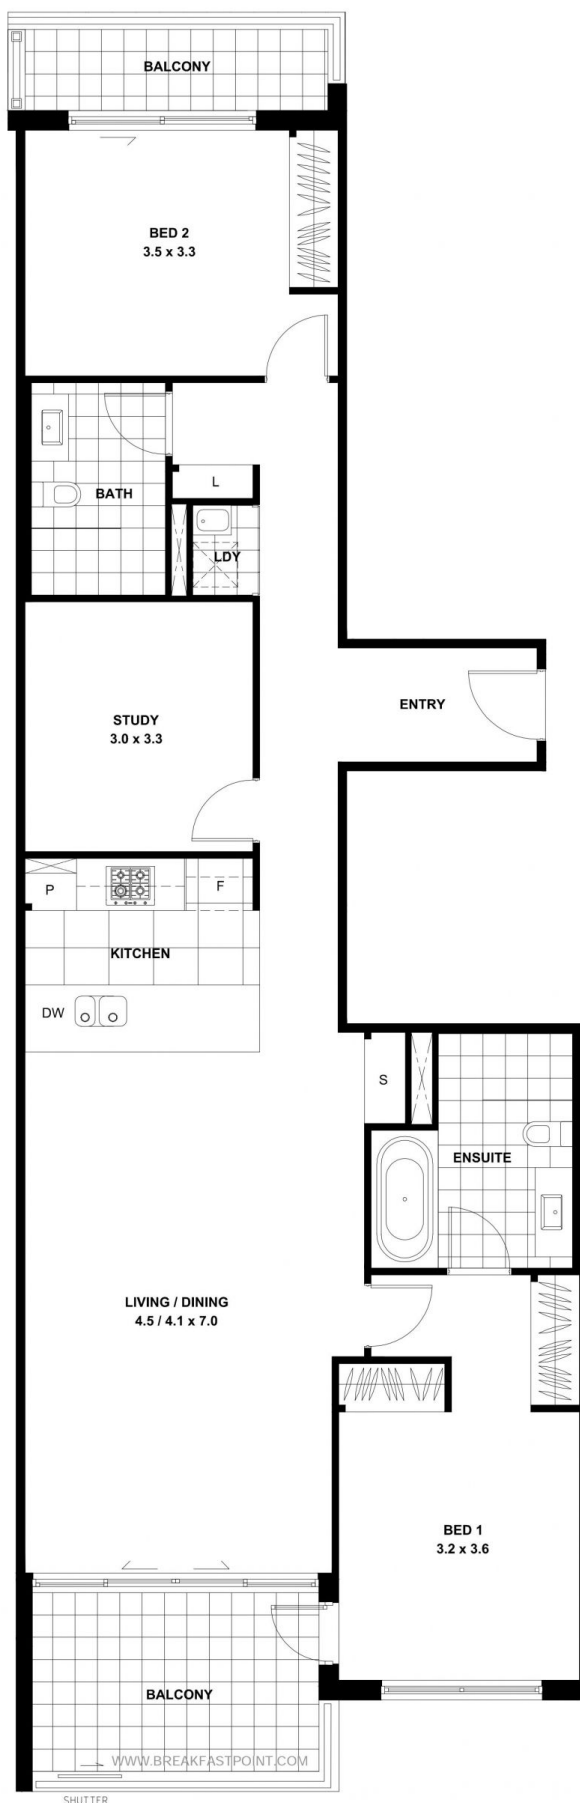 BALCONY
BED 2
3.5 x 3.3
BATH
L
LDY
STUDY
3.0 x 3.3
ENTRY
P
F
KITCHEN
DW
S
ENSUITE
LIVING / DINING
4.5 / 4.1 x 7.0
BED 1
3.2 x 3.6
BALCONY
WWW.BREAKFASTPOINT.COM
SHUTTER